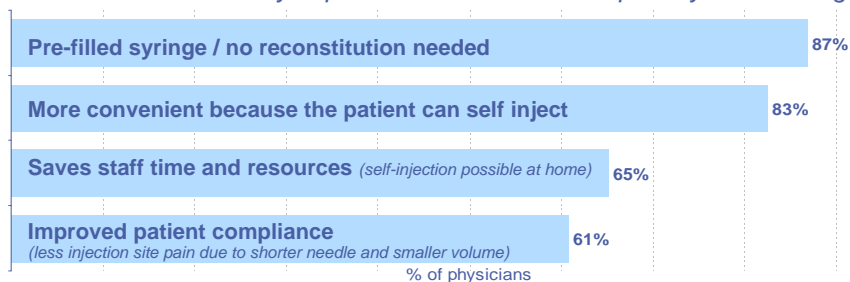 Pre-filled syringe / no reconstitution needed
87%
More convenient because the patient can self inject
83%
Saves staff time and resources (self-injection possible at home)
65%
Improved patient compliance
(less injection site pain due to shorter needle and smaller volume)
61%
% of physicians